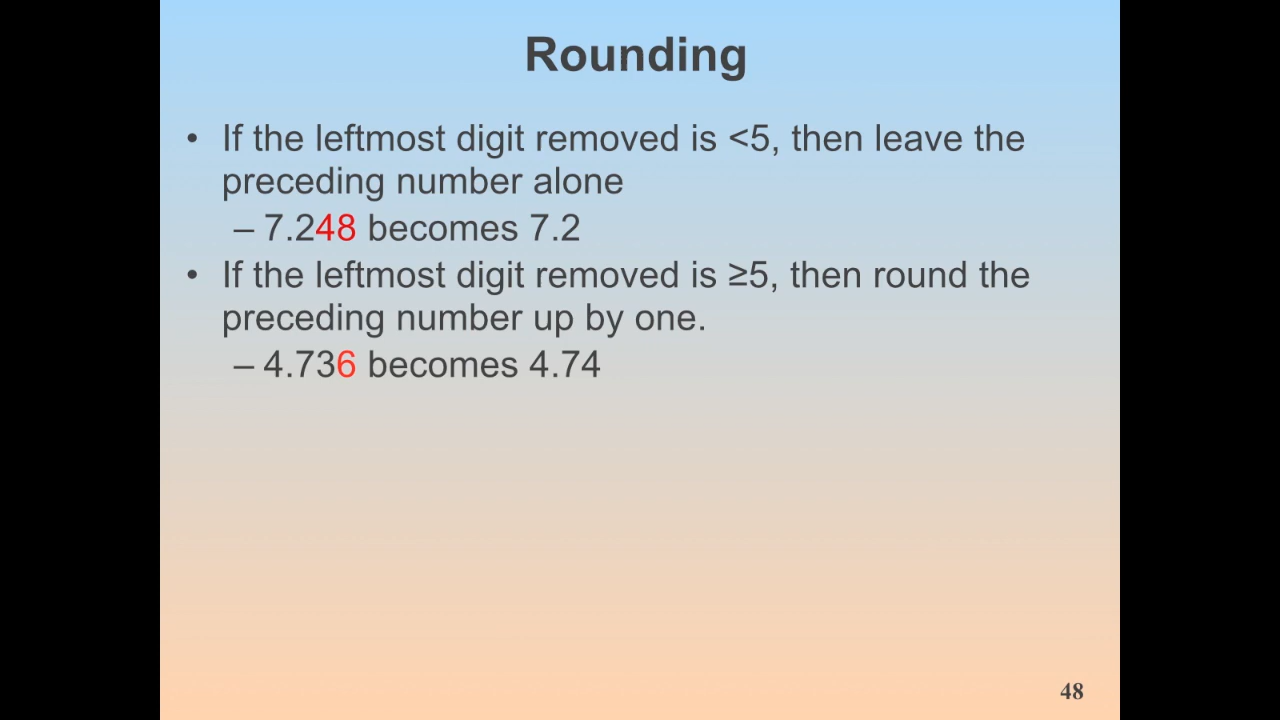 Rounding
• If the leftmost digit removed is <5, then leave the
preceding number alone
– 7.248 becomes 7.2
• If the leftmost digit removed is ≥5, then round the
preceding number up by one.
– 4.736 becomes 4.74
48